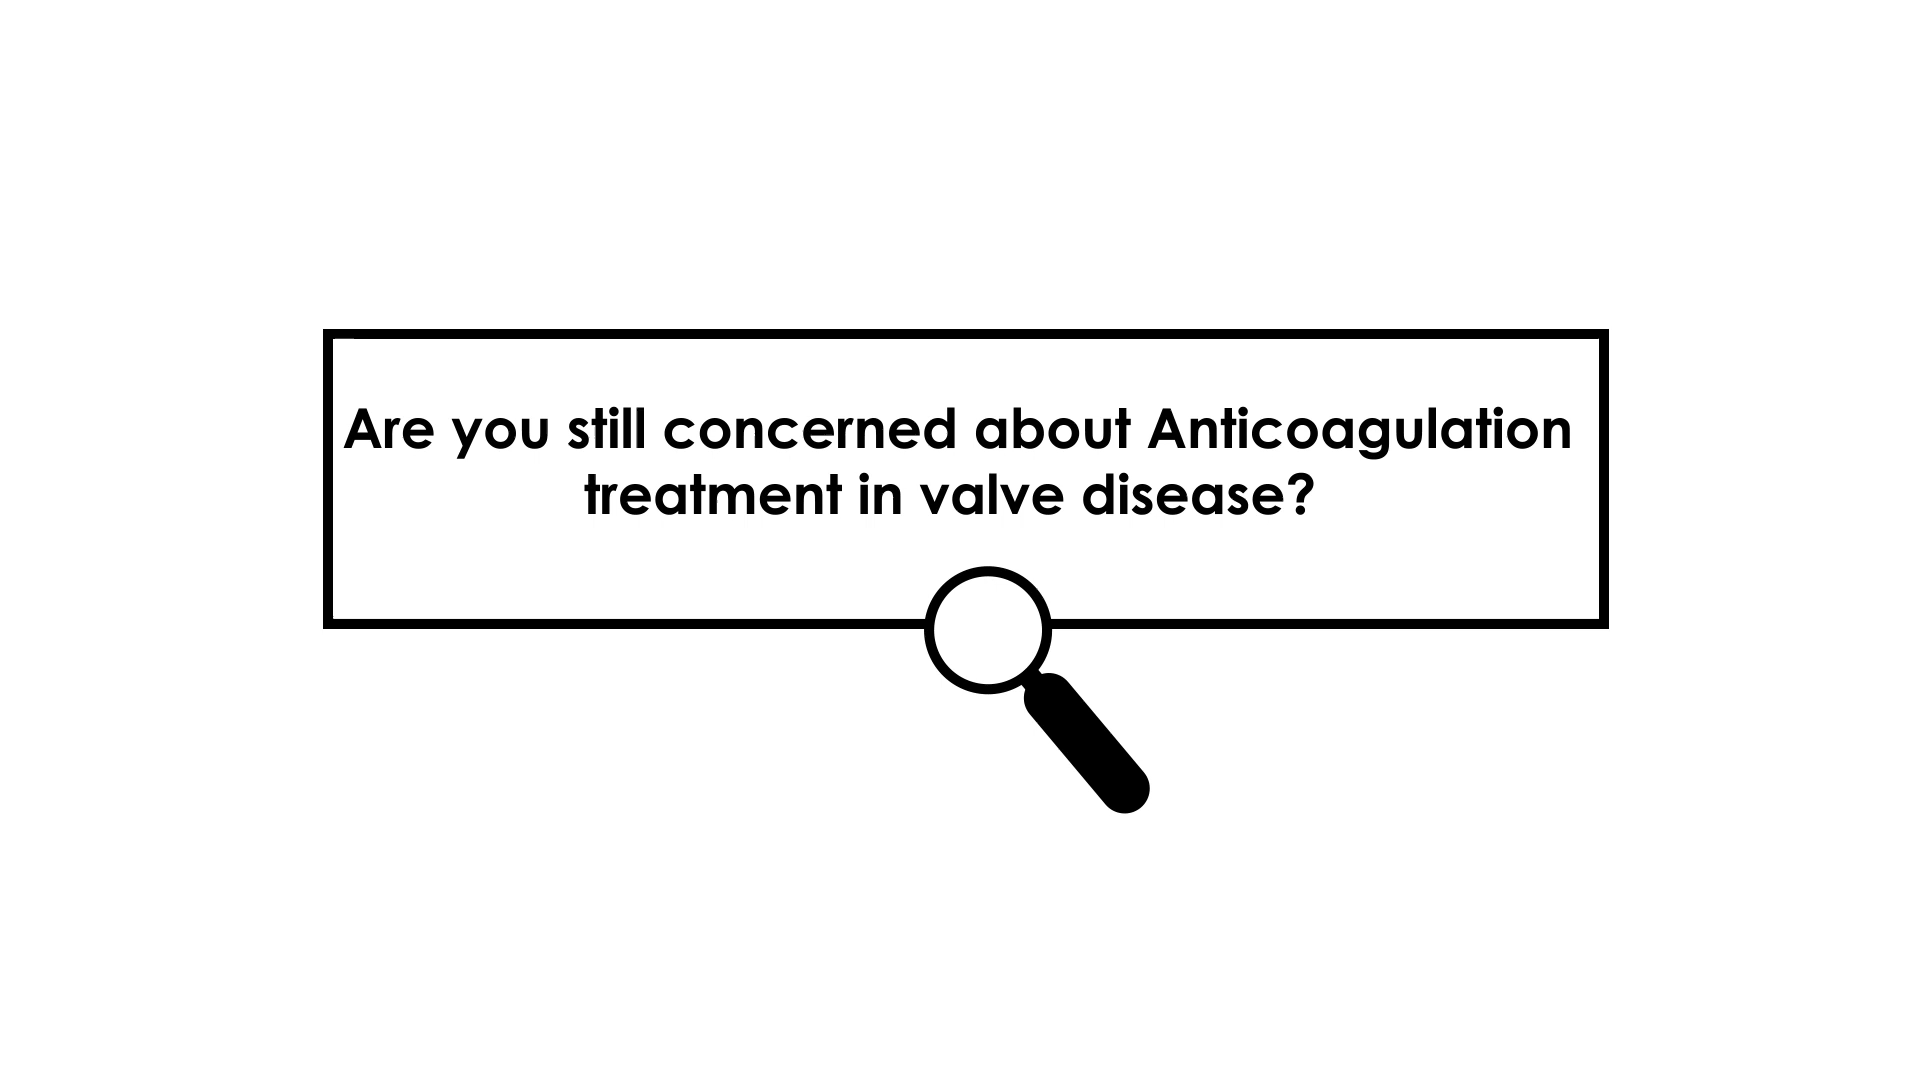 Are you still concerned about Anticoagulation
treatment in valve disease?